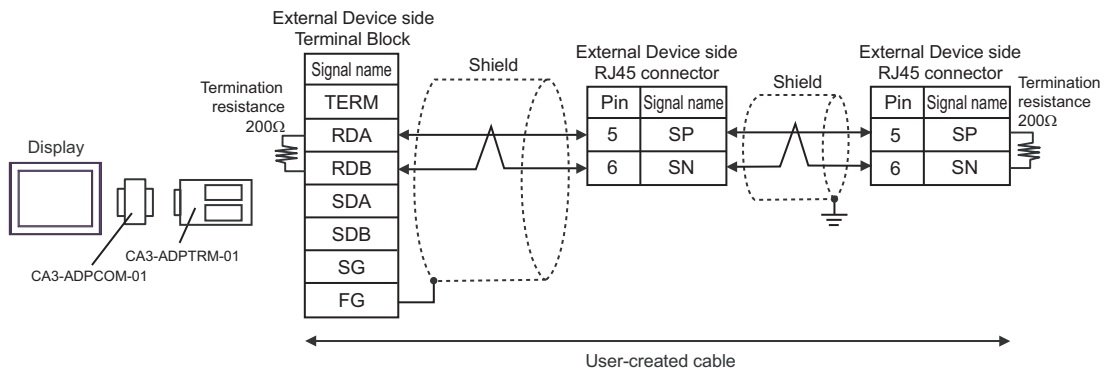 Display
CA3-ADPCOM-01
CA3-ADPTRM-01
External Device side
Terminal Block
Termination
resistance
200Ω
Signal name
TERM
RDA
RDB
SDA
SDB
SG
FG
Shield
External Device side
RJ45 connector
Pin Signal name
5 SP
6 SN
Shield
External Device side
RJ45 connector
Pin Signal name
5 SP
6 SN
Termination
resistance
200Ω
User-created cable